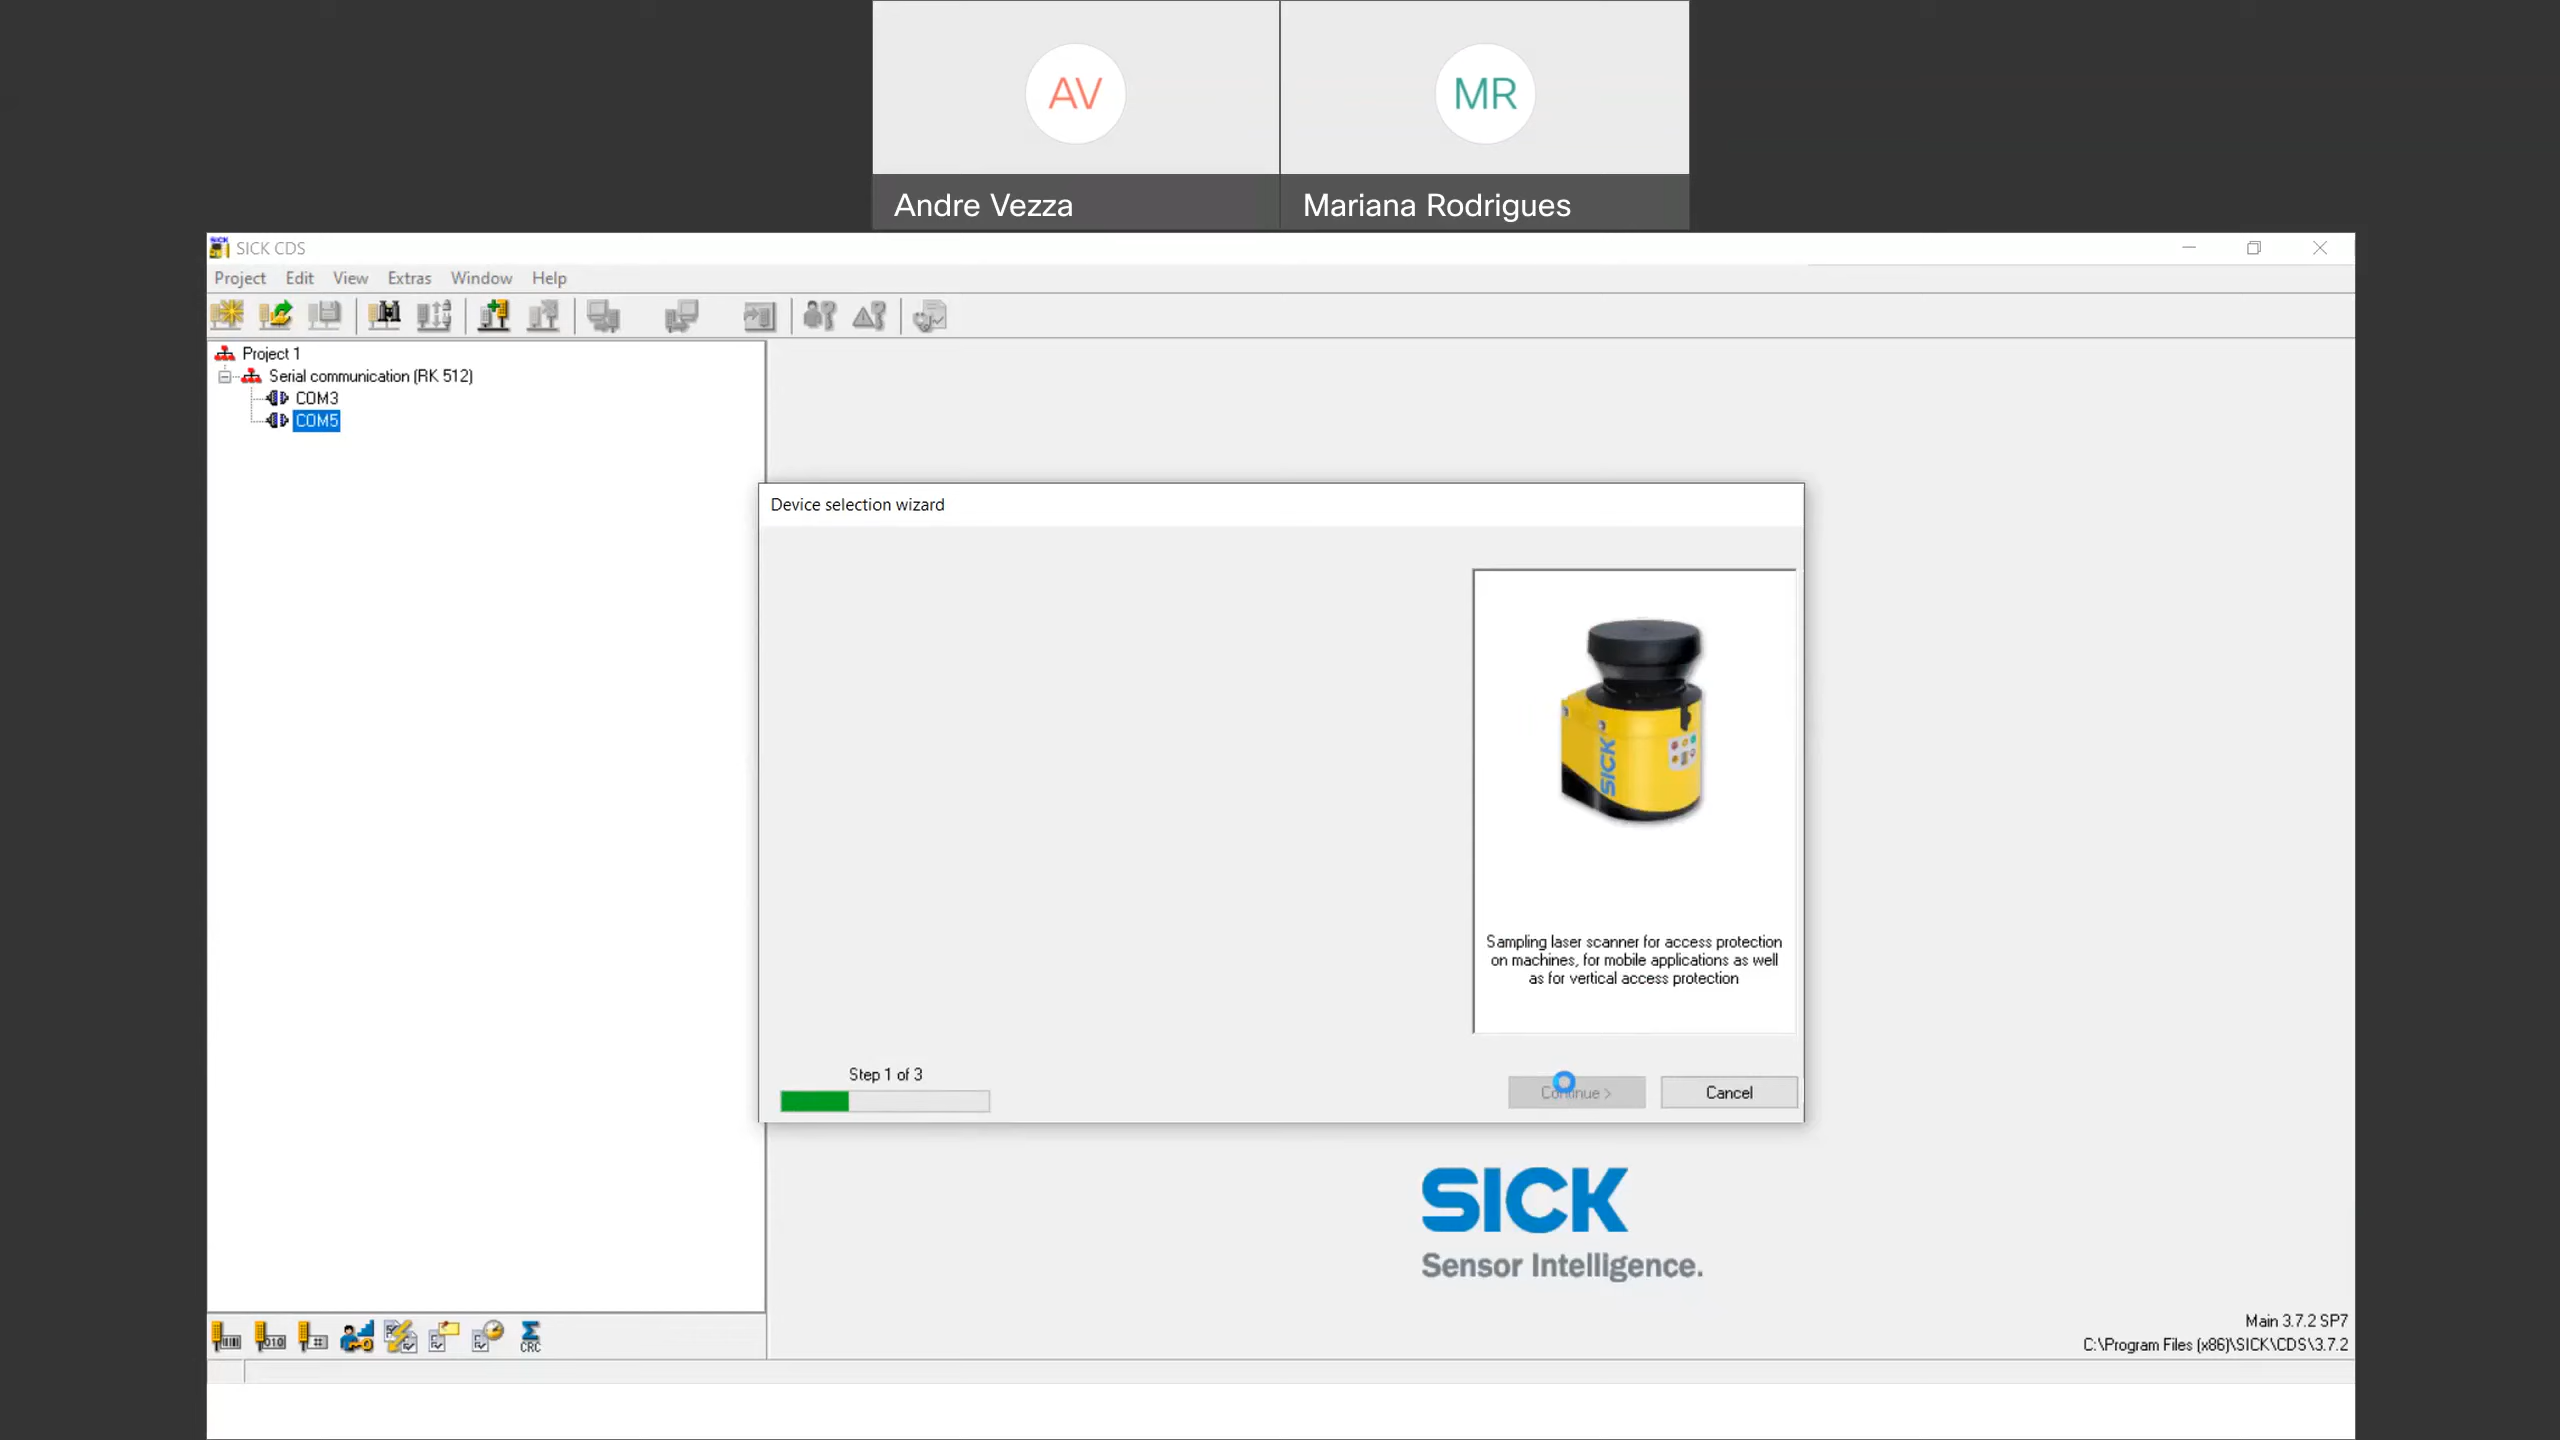 AV
MR
Andre Vezza
Mariana Rodrigues
SICK CDS
Project Edit View Extras Window Help
Project 1
Serial communication (RK 512)
COM3
COM5
Device selection wizard
SICK
Sampling laser scanner for access protection
on machines, for mobile applications as well
as for vertical access protection
Step 1 of 3
Continue >
Cancel
SICK
Sensor Intelligence.
CRC
Main 3.7.2 SP7
C:\Program Files (x86)\SICK\CDS\3.7.2